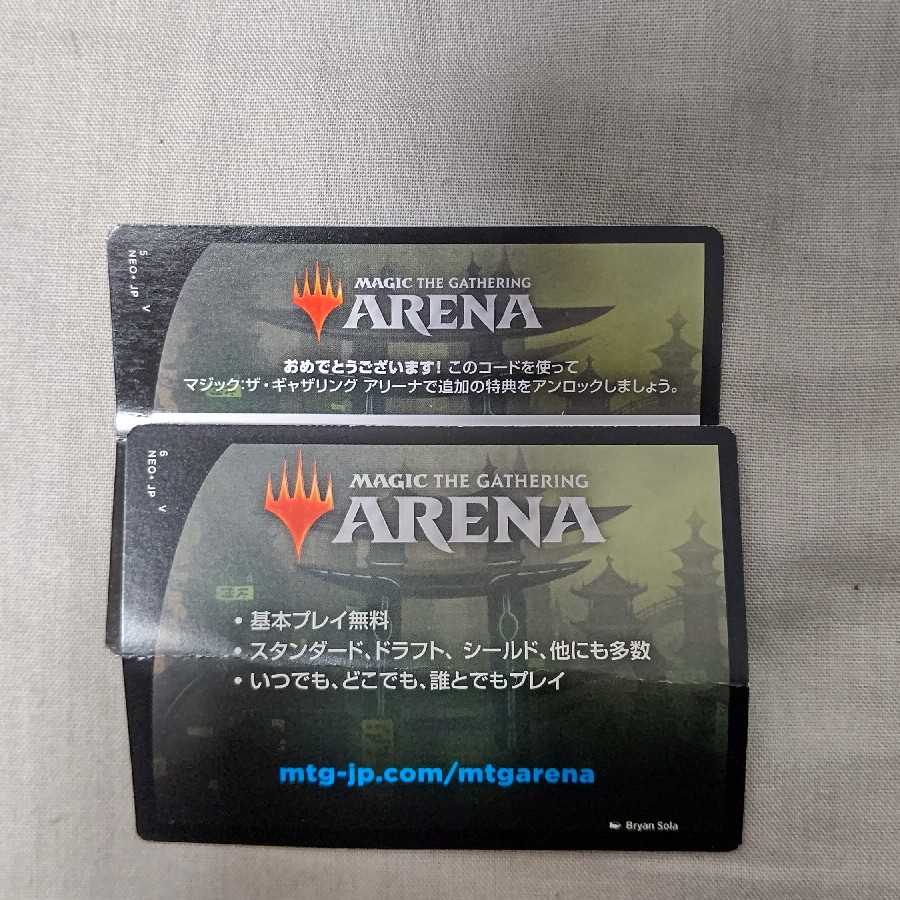 5
NEO • JP
V
MAGIC THE GATHERING
ARENA
おめでとうございます! このコードを使って
マジック:ザ・ギャザリング アリーナで追加の特典をアンロックしましょう。
6
NEO • JP
V
MAGIC THE GATHERING
ARENA
• 基本プレイ無料
• スタンダード、ドラフト、シールド、他にも多数
• いつでも、どこでも、誰とでもプレイ
mtg-jp.com/mtgarena
Bryan Sola